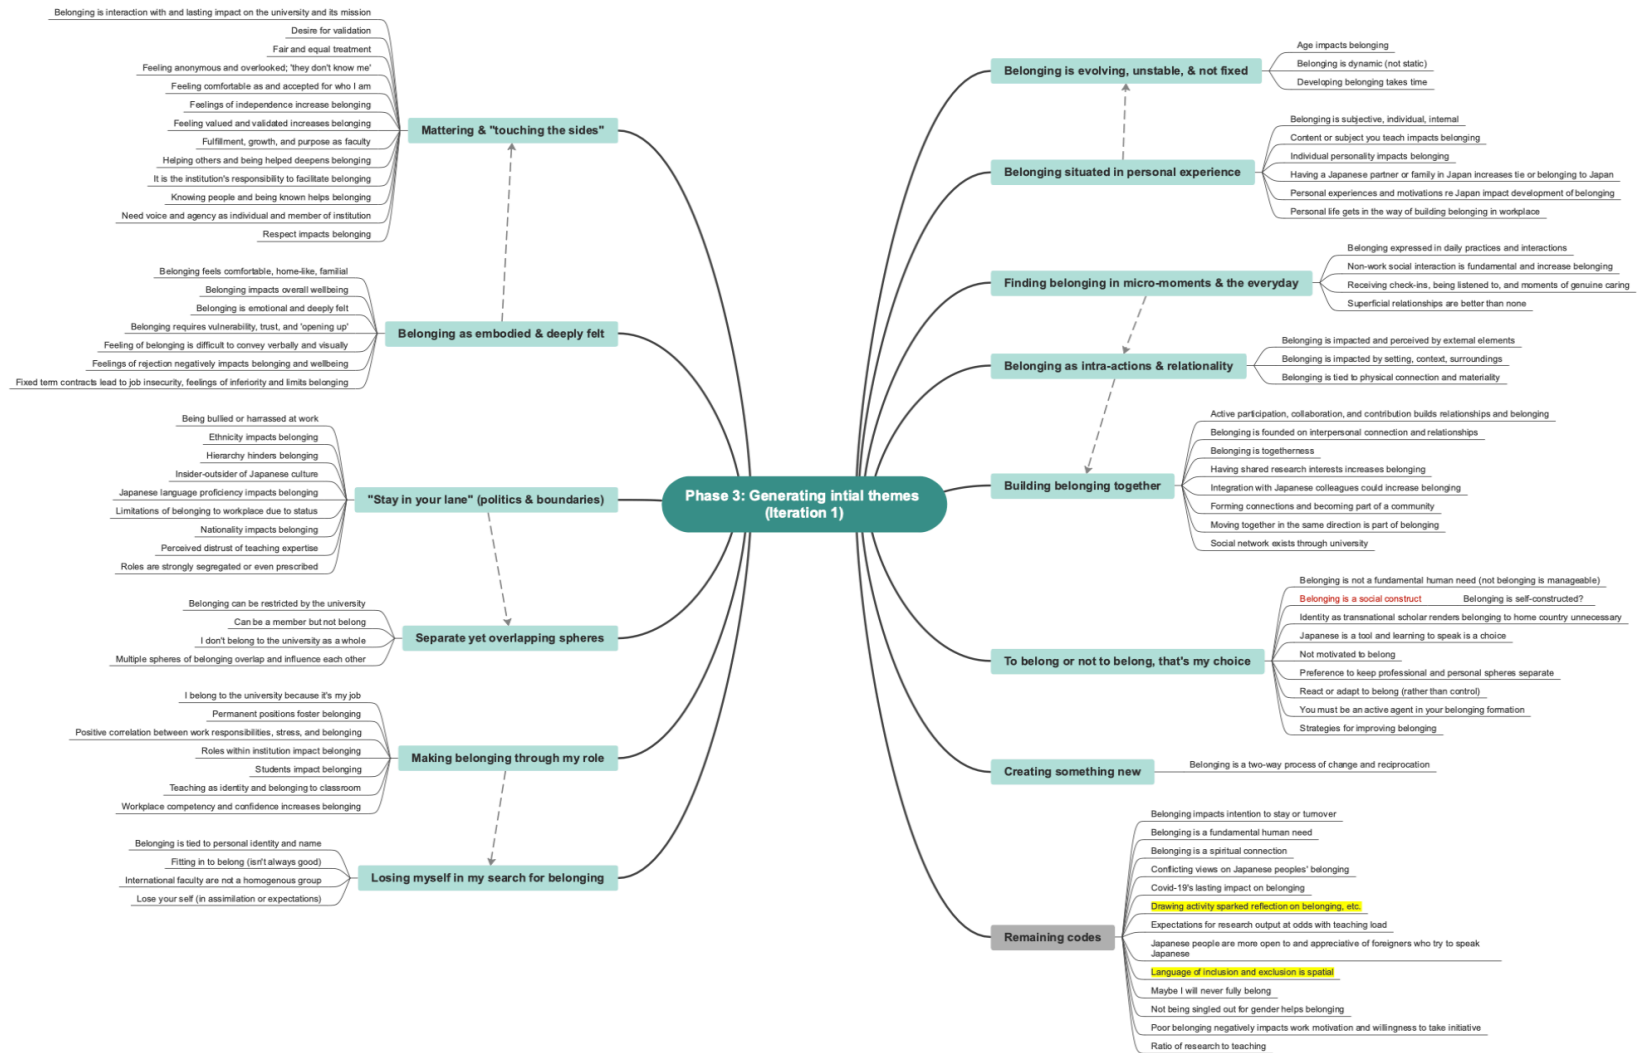 Phase 3: Generating intial themes
(Iteration 1)
Mattering & "touching the sides"
Belonging is interaction with and lasting impact on the university and its mission
Desire for validation
Fair and equal treatment
Feeling anonymous and overlooked; 'they don't know me'
Feeling comfortable as and accepted for who I am
Feelings of independence increase belonging
Feeling valued and validated increases belonging
Fulfillment, growth, and purpose as faculty
Helping others and being helped deepens belonging
It is the institution's responsibility to facilitate belonging
Knowing people and being known helps belonging
Need voice and agency as individual and member of institution
Respect impacts belonging
Belonging as embodied & deeply felt
Belonging feels comfortable, home-like, familial
Belonging impacts overall wellbeing
Belonging is emotional and deeply felt
Belonging requires vulnerability, trust, and 'opening up'
Feeling of belonging is difficult to convey verbally and visually
Feelings of rejection negatively impacts belonging and wellbeing
Fixed term contracts lead to job insecurity, feelings of inferiority and limits belonging
"Stay in your lane" (politics & boundaries)
Being bullied or harrassed at work
Ethnicity impacts belonging
Hierarchy hinders belonging
Insider-outsider of Japanese culture
Japanese language proficiency impacts belonging
Limitations of belonging to workplace due to status
Nationality impacts belonging
Perceived distrust of teaching expertise
Roles are strongly segregated or even prescribed
Separate yet overlapping spheres
Belonging can be restricted by the university
Can be a member but not belong
I don't belong to the university as a whole
Multiple spheres of belonging overlap and influence each other
Making belonging through my role
I belong to the university because it's my job
Permanent positions foster belonging
Positive correlation between work responsibilities, stress, and belonging
Roles within institution impact belonging
Students impact belonging
Teaching as identity and belonging to classroom
Workplace competency and confidence increases belonging
Losing myself in my search for belonging
Belonging is tied to personal identity and name
Fitting in to belong (isn't always good)
International faculty are not a homogenous group
Lose your self (in assimilation or expectations)
Belonging is evolving, unstable, & not fixed
Age impacts belonging
Belonging is dynamic (not static)
Developing belonging takes time
Belonging situated in personal experience
Belonging is subjective, individual, internal
Content or subject you teach impacts belonging
Individual personality impacts belonging
Having a Japanese partner or family in Japan increases tie or belonging to Japan
Personal experiences and motivations re Japan impact development of belonging
Personal life gets in the way of building belonging in workplace
Finding belonging in micro-moments & the everyday
Belonging expressed in daily practices and interactions
Non-work social interaction is fundamental and increase belonging
Receiving check-ins, being listened to, and moments of genuine caring
Superficial relationships are better than none
Belonging as intra-actions & relationality
Belonging is impacted and perceived by external elements
Belonging is impacted by setting, context, surroundings
Belonging is tied to physical connection and materiality
Building belonging together
Active participation, collaboration, and contribution builds relationships and belonging
Belonging is founded on interpersonal connection and relationships
Belonging is togetherness
Having shared research interests increases belonging
Integration with Japanese colleagues could increase belonging
Forming connections and becoming part of a community
Moving together in the same direction is part of belonging
Social network exists through university
To belong or not to belong, that's my choice
Belonging is not a fundamental human need (not belonging is manageable)
Belonging is a social construct
Belonging is self-constructed?
Identity as transnational scholar renders belonging to home country unnecessary
Japanese is a tool and learning to speak is a choice
Not motivated to belong
Preference to keep professional and personal spheres separate
React or adapt to belong (rather than control)
You must be an active agent in your belonging formation
Strategies for improving belonging
Creating something new
Belonging is a two-way process of change and reciprocation
Remaining codes
Belonging impacts intention to stay or turnover
Belonging is a fundamental human need
Belonging is a spiritual connection
Conflicting views on Japanese peoples' belonging
Covid-19's lasting impact on belonging
Drawing activity sparked reflection on belonging, etc.
Expectations for research output at odds with teaching load
Japanese people are more open to and appreciative of foreigners who try to speak
Japanese
Language of inclusion and exclusion is spatial
Maybe I will never fully belong
Not being singled out for gender helps belonging
Poor belonging negatively impacts work motivation and willingness to take initiative
Ratio of research to teaching